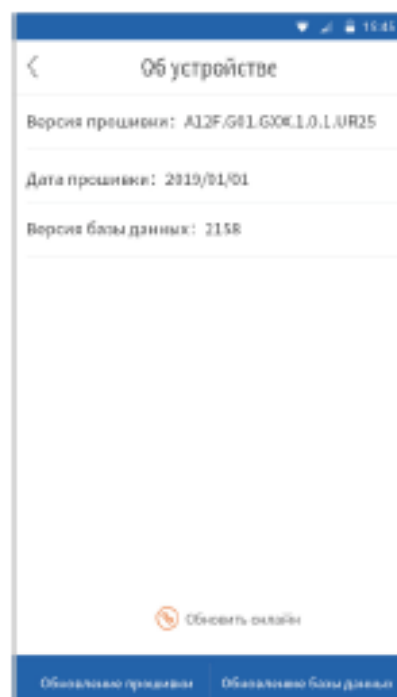 15:45
Об устройстве
Версия прошивки: A12F.G01.GXK.1.0.1.UR25
Дата прошивки: 2019/01/01
Версия базы данных: 2158
Обновить онлайн
Обновление прошивки Обновление базы данных